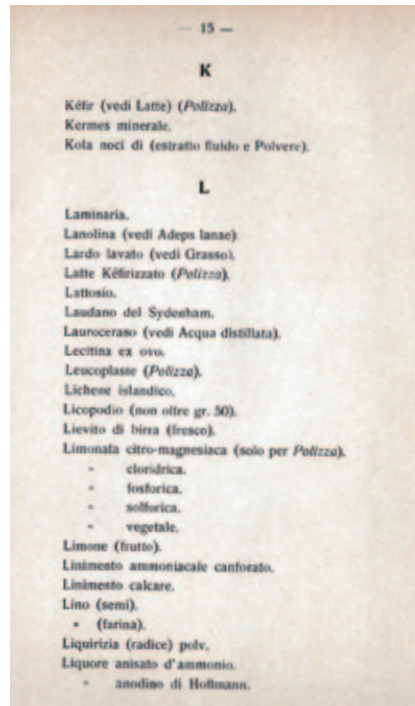 — 15 —
K
Kéfir (vedi Latte) (Polizza).
Kermes minerale.
Kola noci di (estratto fluido e Polvere).
L
Laminaria.
Lanolina (vedi Adeps lanae)
Lardo lavato (vedi Grasso).
Latte Kéfirizzato (Polizza).
Lattosio.
Laudano del Sydenham.
Lauroceraso (vedi Acqua distillata).
Lecitina ex ovo.
Leucoplasse (Polizza).
Lichene islandico.
Licopodio (non oltre gr. 50).
Lievito di birra (fresco).
Limonata citro-magnesiaca (solo per Polizza).
" cloridrica.
" fosforica.
" solforica.
" vegetale.
Limone (frutto).
Linimento ammoniacale canforato.
Linimento calcare.
Lino (semi).
" (farina).
Liquirizia (radice) polv.
Liquore anisato d'ammonio.
" anodino di Hoffmann.